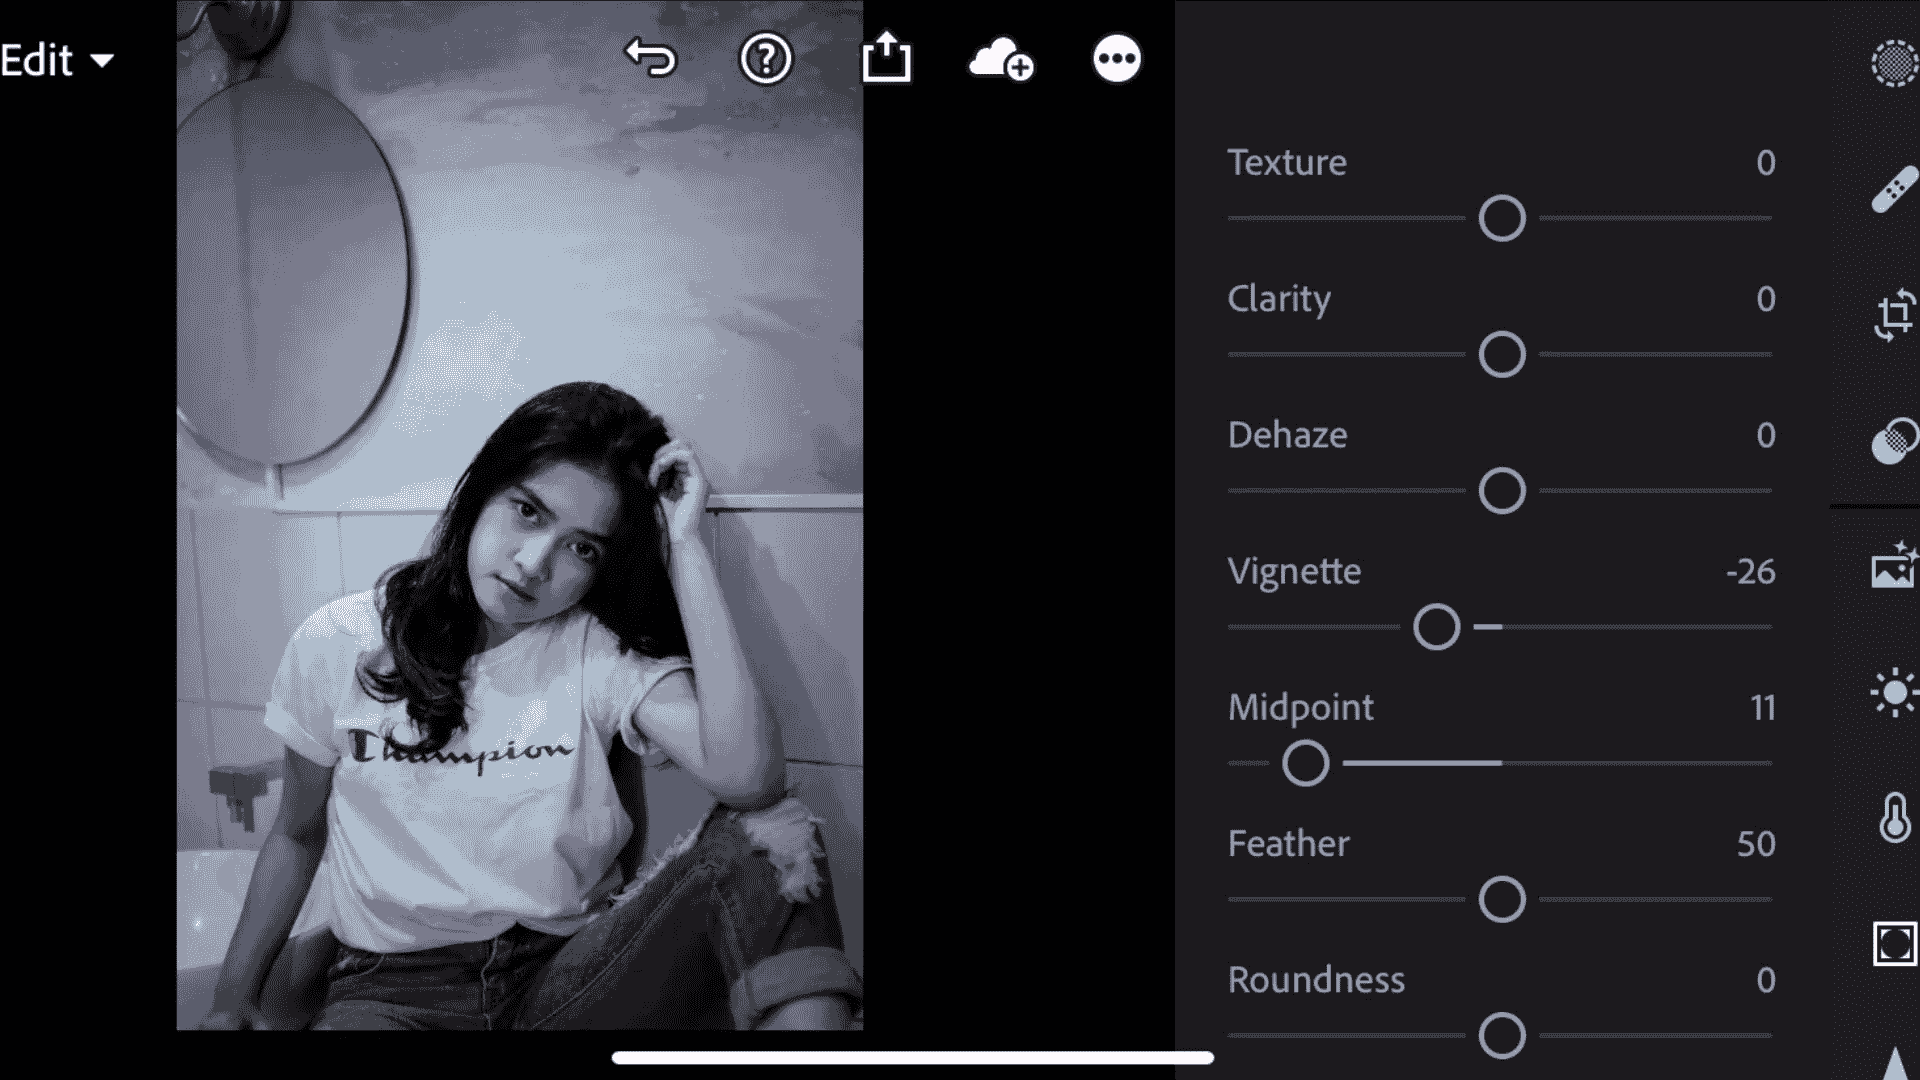 Edit
Texture 0
Clarity 0
Dehaze 0
Vignette -26
Midpoint 11
Feather 50
Roundness 0
Champion